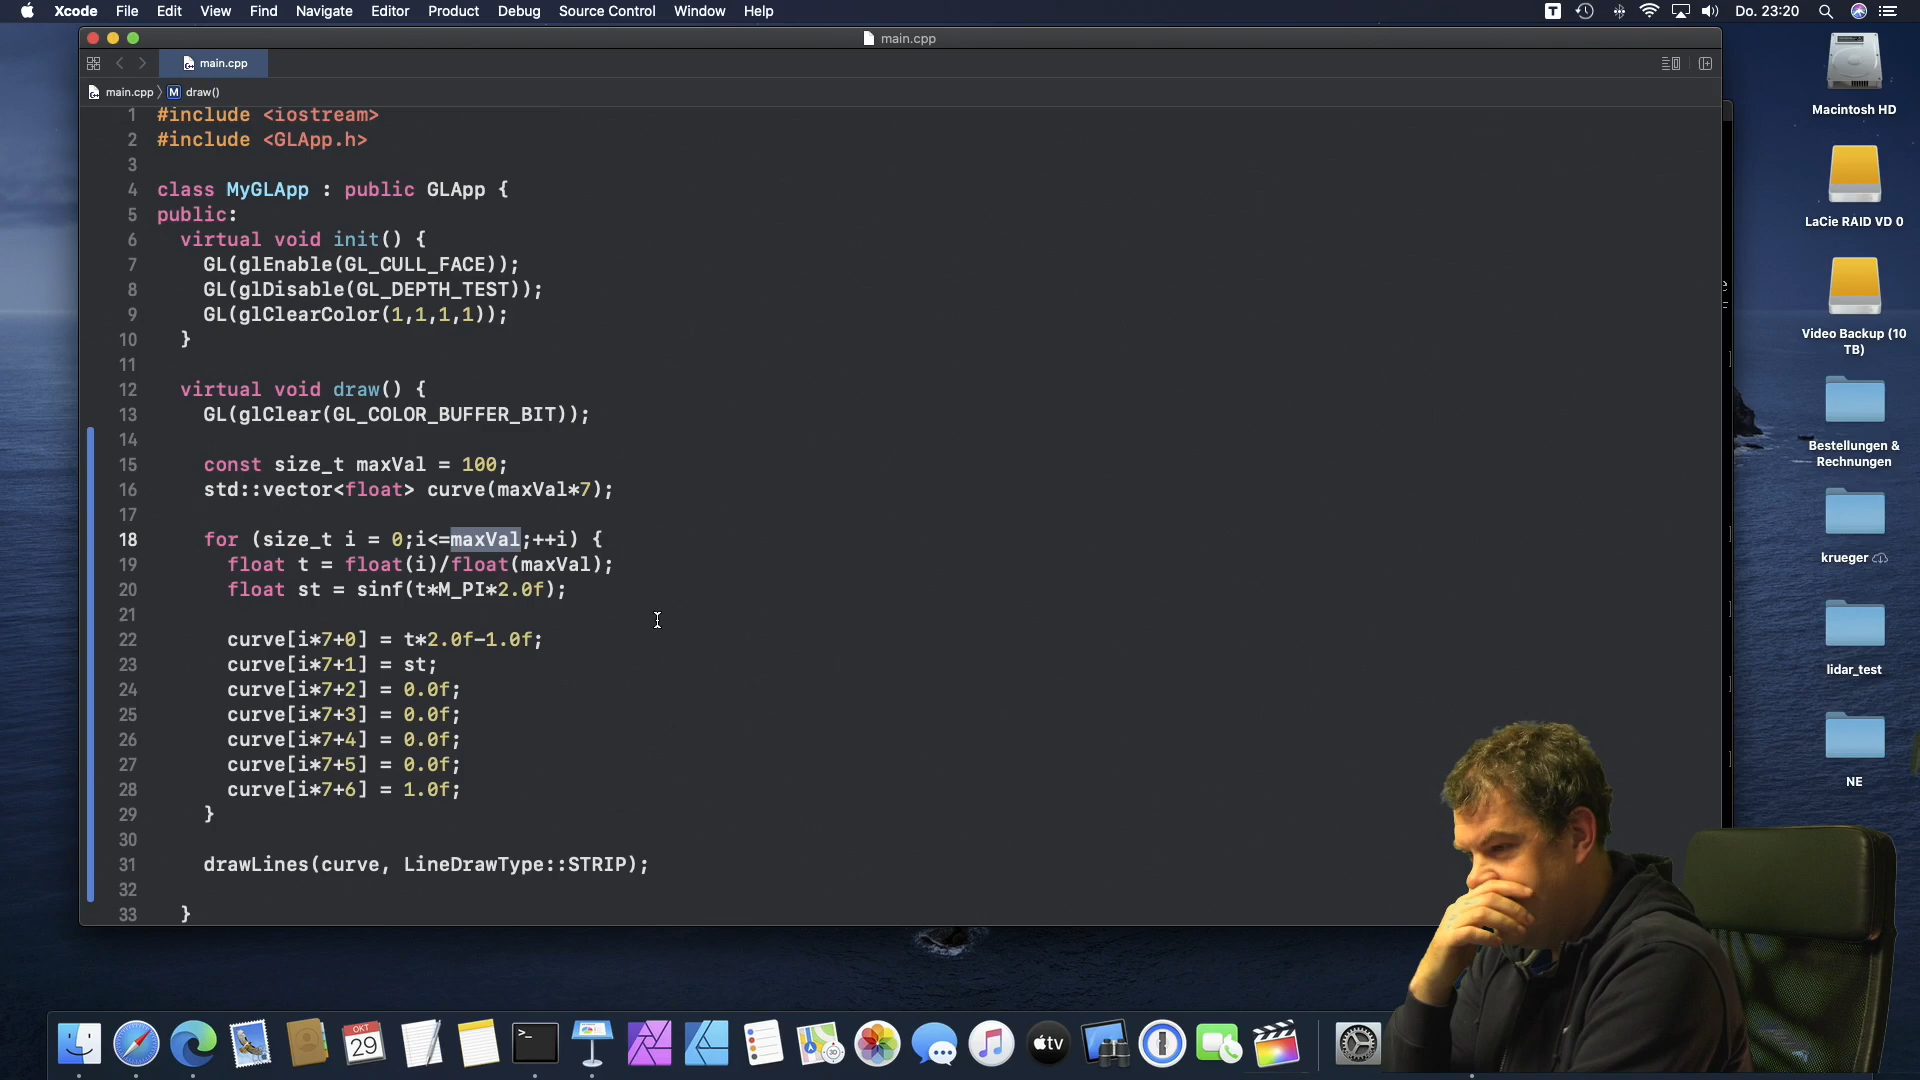 Xcode File Edit View Find Navigate Editor Product Debug Source Control Window Help
T Do. 23:20
main.cpp
main.cpp
main.cpp M draw()
1 #include <iostream>
2 #include <GLApp.h>
3
4 class MyGLApp : public GLApp {
5 public:
6 virtual void init() {
7 GL(glEnable(GL_CULL_FACE));
8 GL(glDisable(GL_DEPTH_TEST));
9 GL(glClearColor(1,1,1,1));
10 }
11
12 virtual void draw() {
13 GL(glClear(GL_COLOR_BUFFER_BIT));
14
15 const size_t maxVal = 100;
16 std::vector<float> curve(maxVal*7);
17
18 for (size_t i = 0;i<=maxVal;++i) {
19 float t = float(i)/float(maxVal);
20 float st = sinf(t*M_PI*2.0f);
21
22 curve[i*7+0] = t*2.0f-1.0f;
23 curve[i*7+1] = st;
24 curve[i*7+2] = 0.0f;
25 curve[i*7+3] = 0.0f;
26 curve[i*7+4] = 0.0f;
27 curve[i*7+5] = 0.0f;
28 curve[i*7+6] = 1.0f;
29 }
30
31 drawLines(curve, LineDrawType::STRIP);
32
33 }
Macintosh HD
LaCie RAID VD 0
Video Backup (10
TB)
Bestellungen &
Rechnungen
krueger
lidar_test
NE
OKT
29
>_
tv